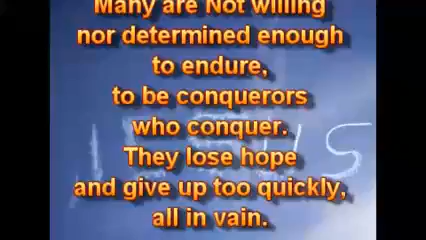 Many are Not willing
nor determined enough
to endure,
to be conquerors
who conquer.
They lose hope
and give up too quickly,
all in vain.
JESUS